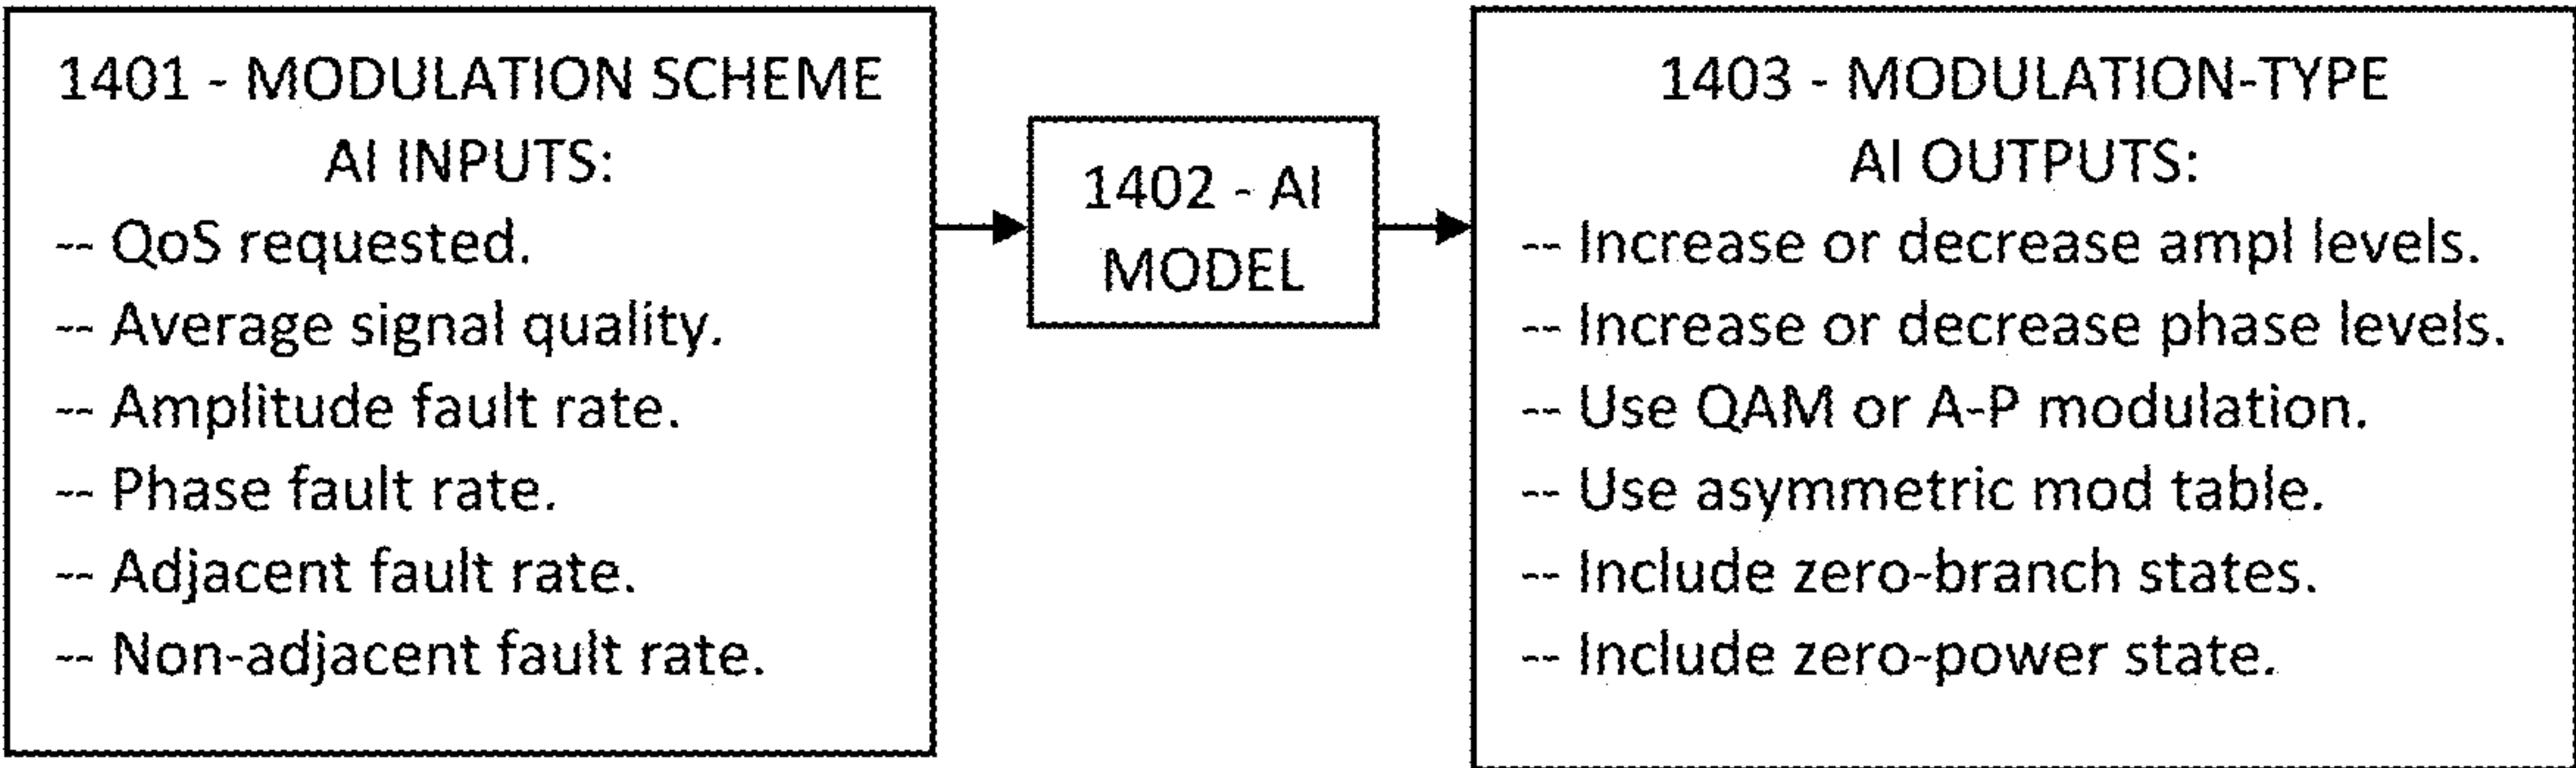 1401 - MODULATION SCHEME
AI INPUTS:
-- QoS requested.
-- Average signal quality.
-- Amplitude fault rate.
-- Phase fault rate.
-- Adjacent fault rate.
-- Non-adjacent fault rate.
1402 - AI
MODEL
1403 - MODULATION-TYPE
AI OUTPUTS:
-- Increase or decrease ampl levels.
-- Increase or decrease phase levels.
-- Use QAM or A-P modulation.
-- Use asymmetric mod table.
-- Include zero-branch states.
-- Include zero-power state.